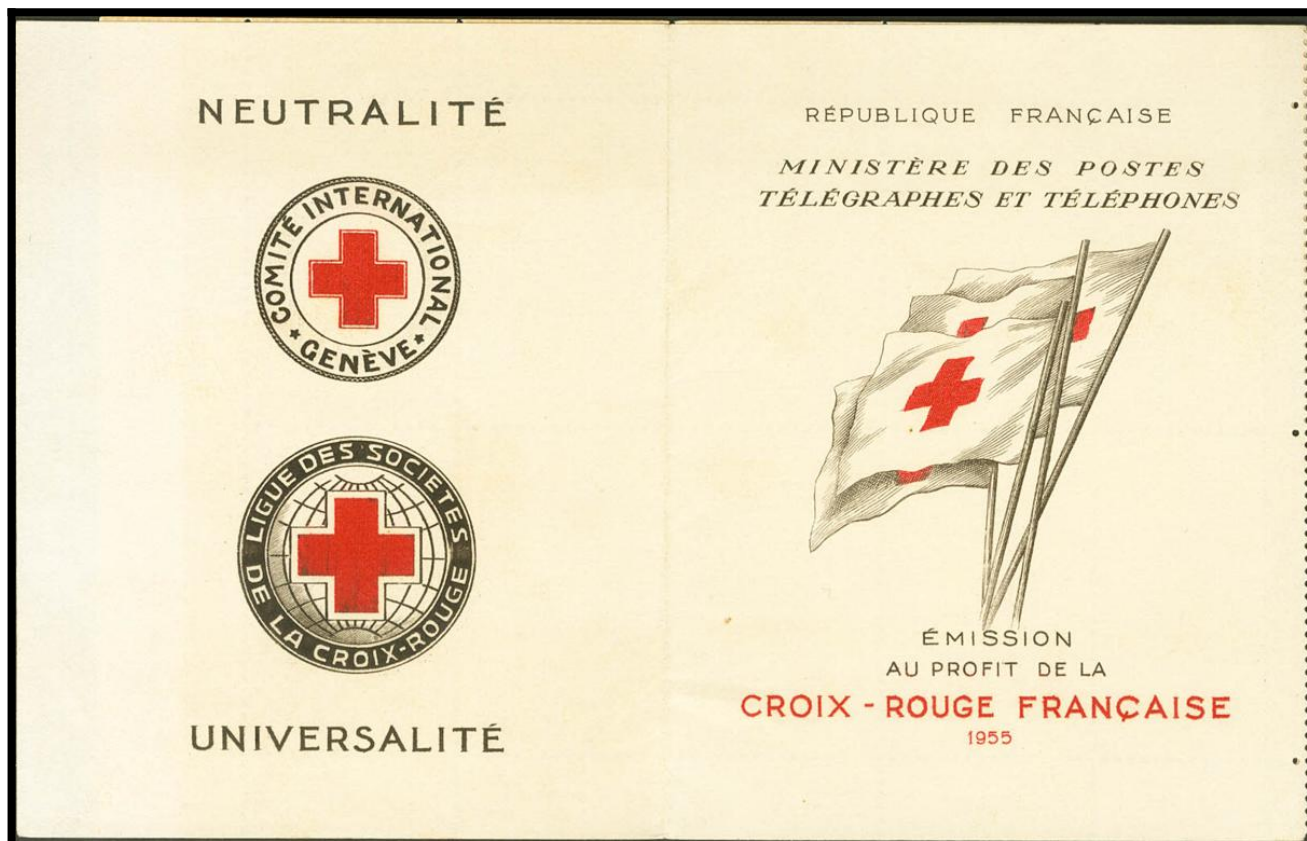 NEUTRALITÉ
★ COMITÉ INTERNATIONAL ★
GENÈVE
LIGUE DES SOCIETES
DE LA CROIX-ROUGE
UNIVERSALITÉ
RÉPUBLIQUE FRANÇAISE
MINISTÈRE DES POSTES
TÉLÉGRAPHES ET TÉLÉPHONES
ÉMISSION
AU PROFIT DE LA
CROIX-ROUGE FRANÇAISE
1955